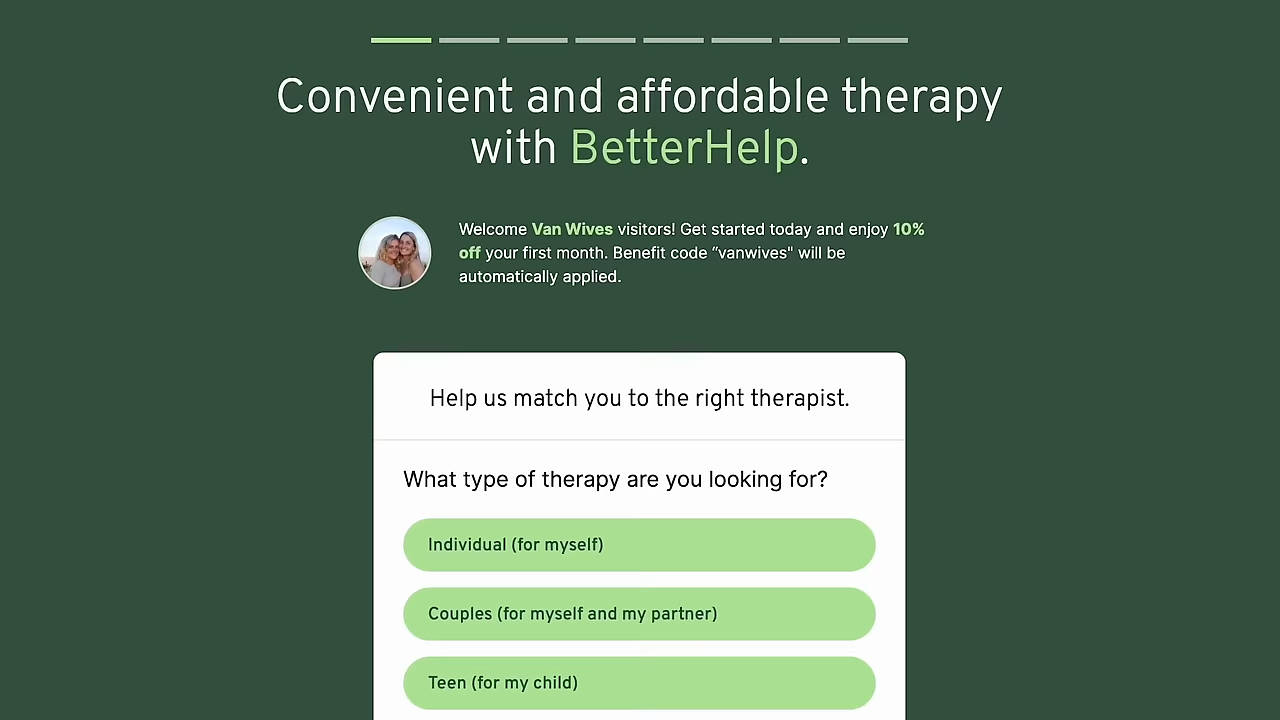 Convenient and affordable therapy
with BetterHelp.
Welcome Van Wives visitors! Get started today and enjoy 10%
off your first month. Benefit code “vanwives" will be
automatically applied.
Help us match you to the right therapist.
What type of therapy are you looking for?
Individual (for myself)
Couples (for myself and my partner)
Teen (for my child)